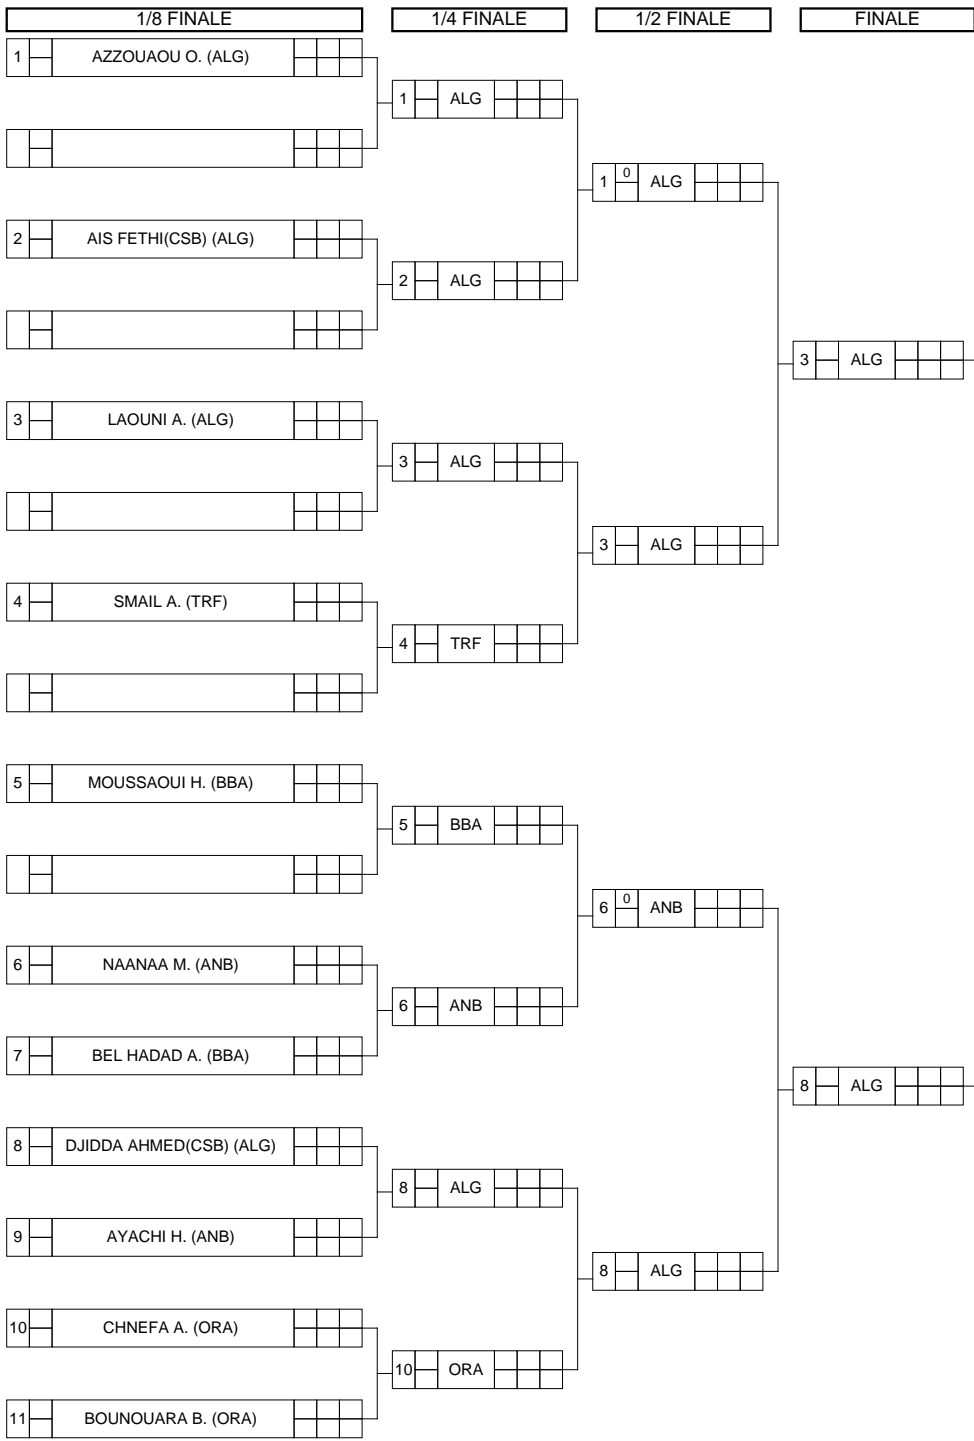 1/8 FINALE 1/4 FINALE 1/2 FINALE FINALE
1 AZZOUAOU O. (ALG)
1 ALG
1 0 ALG
2 AIS FETHI(CSB) (ALG)
2 ALG
3 ALG
3 LAOUNI A. (ALG)
3 ALG
3 ALG
4 SMAIL A. (TRF)
4 TRF
5 MOUSSAOUI H. (BBA)
5 BBA
6 0 ANB
6 NAANAA M. (ANB)
6 ANB
7 BEL HADAD A. (BBA)
8 ALG
8 DJIDDA AHMED(CSB) (ALG)
8 ALG
9 AYACHI H. (ANB)
8 ALG
10 CHNEFA A. (ORA)
10 ORA
11 BOUNOUARA B. (ORA)